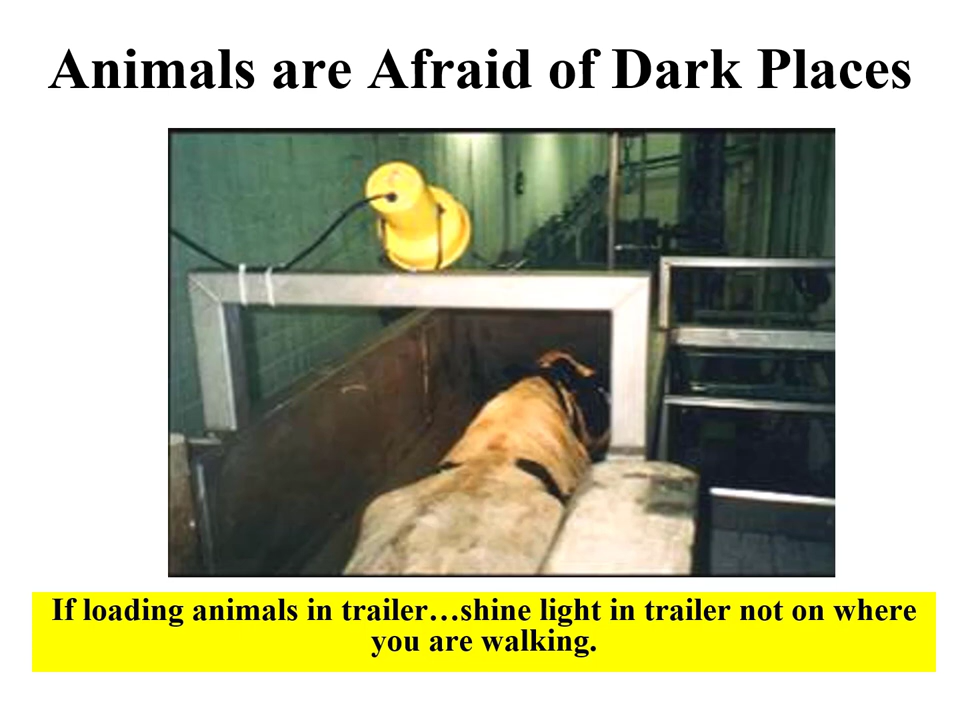 Animals are Afraid of Dark Places
If loading animals in trailer…shine light in trailer not on where
you are walking.